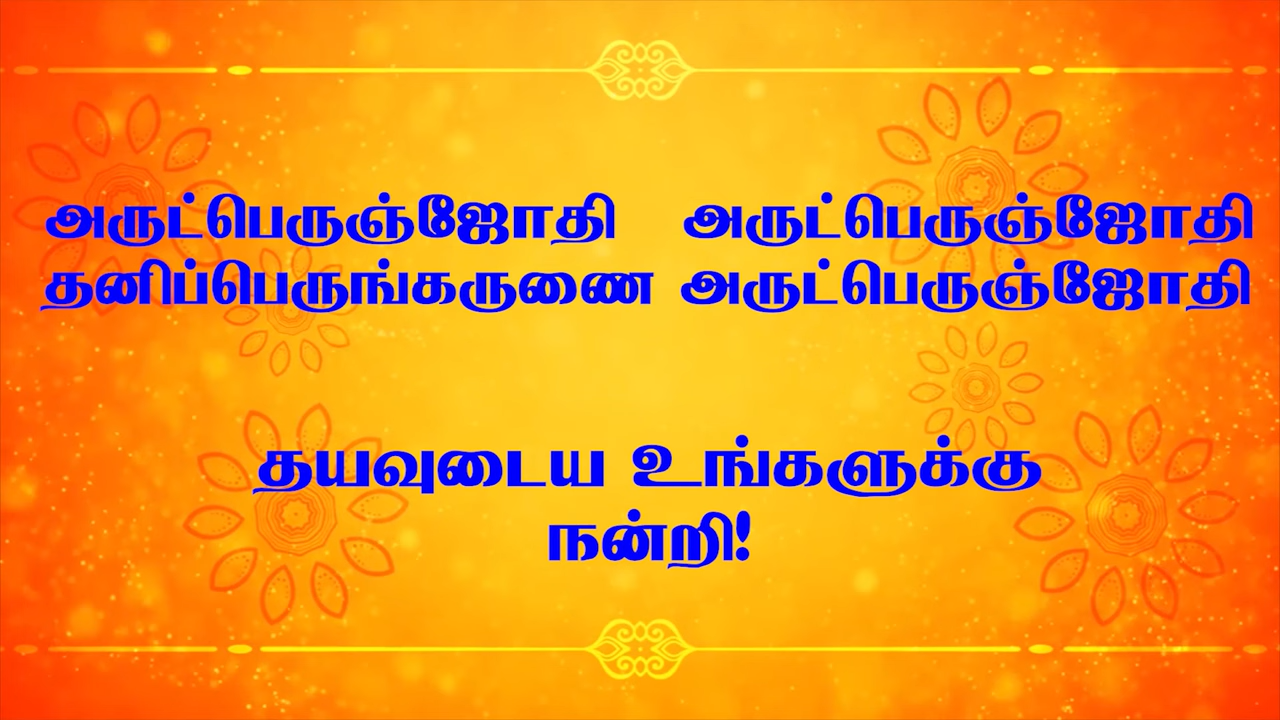 அருட்பெருஞ்ஜோதி அருட்பெருஞ்ஜோதி
தனிப்பெருங்கருணை அருட்பெருஞ்ஜோதி
தயவுடைய உங்களுக்கு
நன்றி!